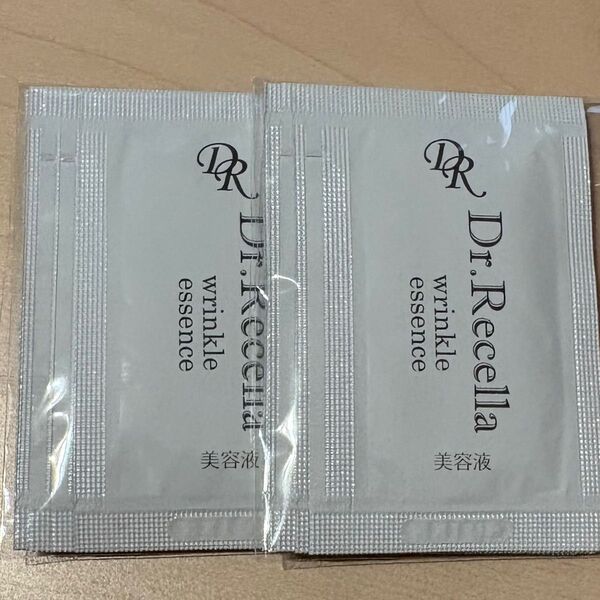 DR
Dr.Recella
wrinkle
essence
美容液
DR
Dr.Recella
wrinkle
essence
美容液